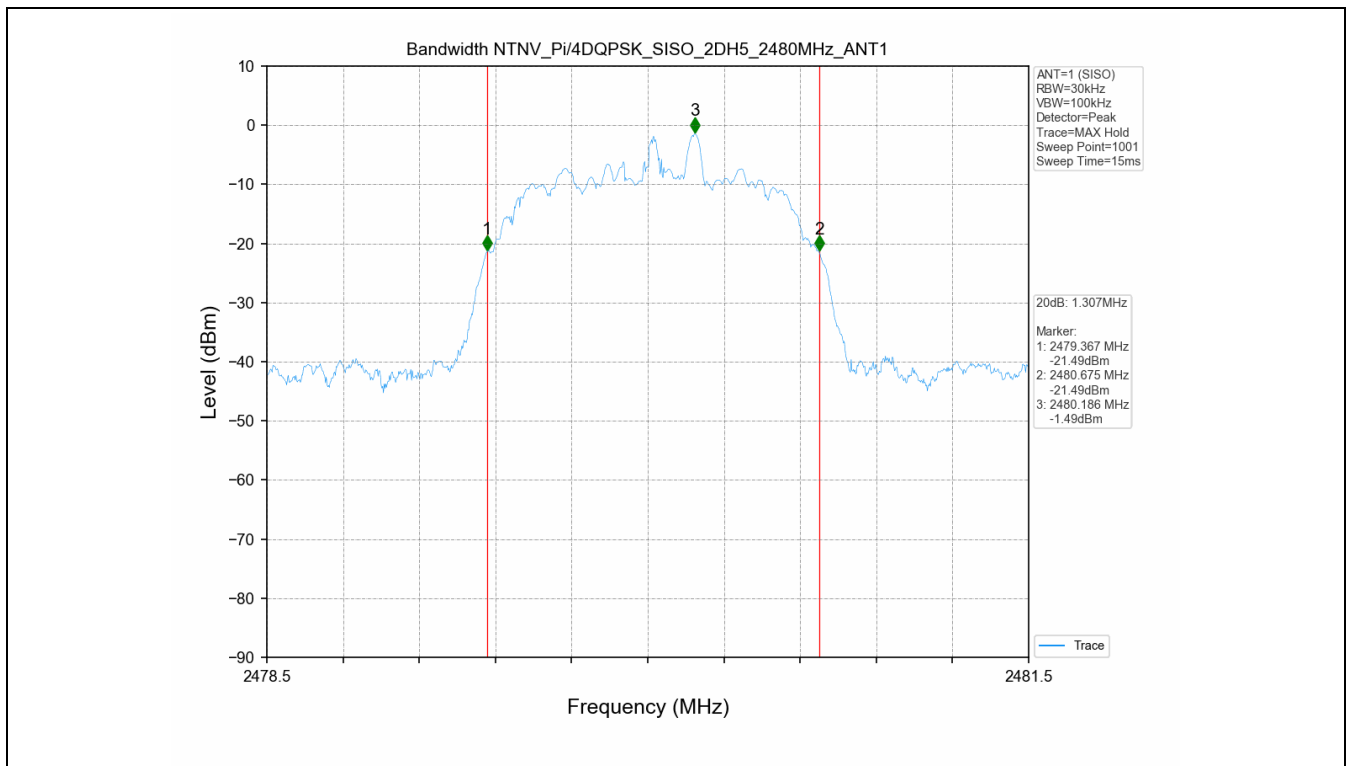 Bandwidth NTNV_Pi/4DQPSK_SISO_2DH5_2480MHz_ANT1
10
0
−10
−20
−30
−40
−50
−60
−70
−80
−90
Level (dBm)
1
2
3
2478.5
2481.5
Frequency (MHz)
ANT=1 (SISO)
RBW=30kHz
VBW=100kHz
Detector=Peak
Trace=MAX Hold
Sweep Point=1001
Sweep Time=15ms
20dB: 1.307MHz
Marker:
1: 2479.367 MHz
-21.49dBm
2: 2480.675 MHz
-21.49dBm
3: 2480.186 MHz
-1.49dBm
Trace